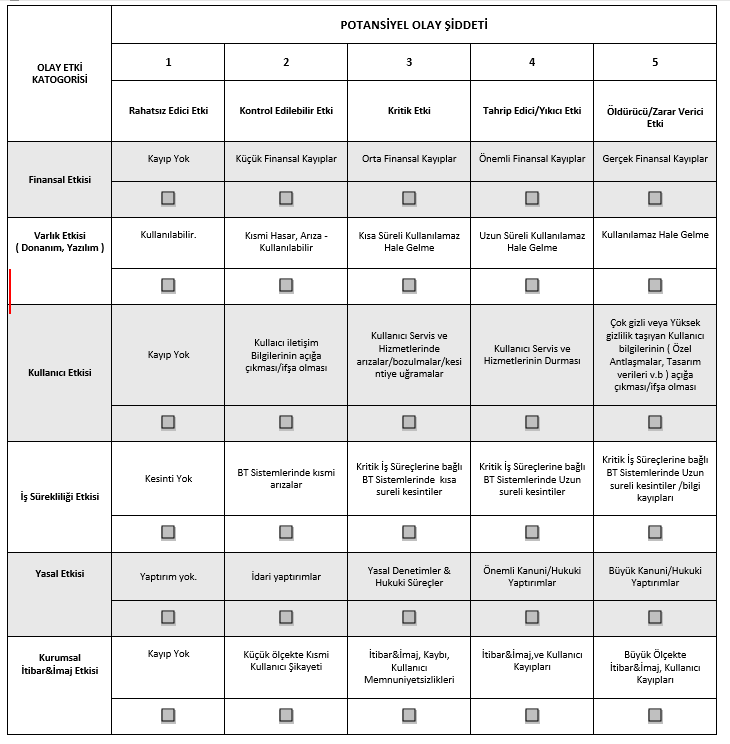 POTANSİYEL OLAY ŞİDDETİ
OLAY ETKİ
KATOGORİSİ
1
2
3
4
5
Rahatsız Edici Etki
Kontrol Edilebilir Etki
Kritik Etki
Tahrip Edici/Yıkıcı Etki
Öldürücü/Zarar Verici
Etki
Finansal Etkisi
Kayıp Yok
Küçük Finansal Kayıplar
Orta Finansal Kayıplar
Önemli Finansal Kayıplar
Gerçek Finansal Kayıplar
Varlık Etkisi
( Donanım, Yazılım )
Kullanılabilir.
Kısmi Hasar, Arıza -
Kullanılabilir
Kısa Süreli Kullanılamaz
Hale Gelme
Uzun Süreli Kullanılamaz
Hale Gelme
Kullanılamaz Hale Gelme
Kullanıcı Etkisi
Kayıp Yok
Kullaıcı iletişim
Bilgilerinin açığa
çıkması/ifşa olması
Kullanıcı Servis ve
Hizmetlerinde
arızalar/bozulmalar/kesi
ntiye uğramalar
Kullanıcı Servis ve
Hizmetlerinin Durması
Çok gizli veya Yüksek
gizlilik taşıyan Kullanıcı
bilgilerinin ( Özel
Antlaşmalar, Tasarım
verileri v.b ) açığa
çıkması/ifşa olması
İş Sürekliliği Etkisi
Kesinti Yok
BT Sistemlerinde kısmi
arızalar
Kritik İş Süreçlerine bağlı
BT Sistemlerinde kısa
sureli kesintiler
Kritik İş Süreçlerine bağlı
BT Sistemlerinde Uzun
sureli kesintiler
Kritik İş Süreçlerine bağlı
BT Sistemlerinde Uzun
sureli kesintiler /bilgi
kayıpları
Yasal Etkisi
Yaptırım yok.
İdari yaptırımlar
Yasal Denetimler &
Hukuki Süreçler
Önemli Kanuni/Hukuki
Yaptırımlar
Büyük Kanuni/Hukuki
Yaptırımlar
Kurumsal
İtibar&İmaj Etkisi
Kayıp Yok
Küçük ölçekte Kısmi
Kullanıcı Şikayeti
İtibar&İmaj, Kaybı,
Kullanıcı
Memnuniyetsizlikleri
İtibar&İmaj,ve Kullanıcı
Kayıpları
Büyük Ölçekte
İtibar&İmaj, Kullanıcı
Kayıpları